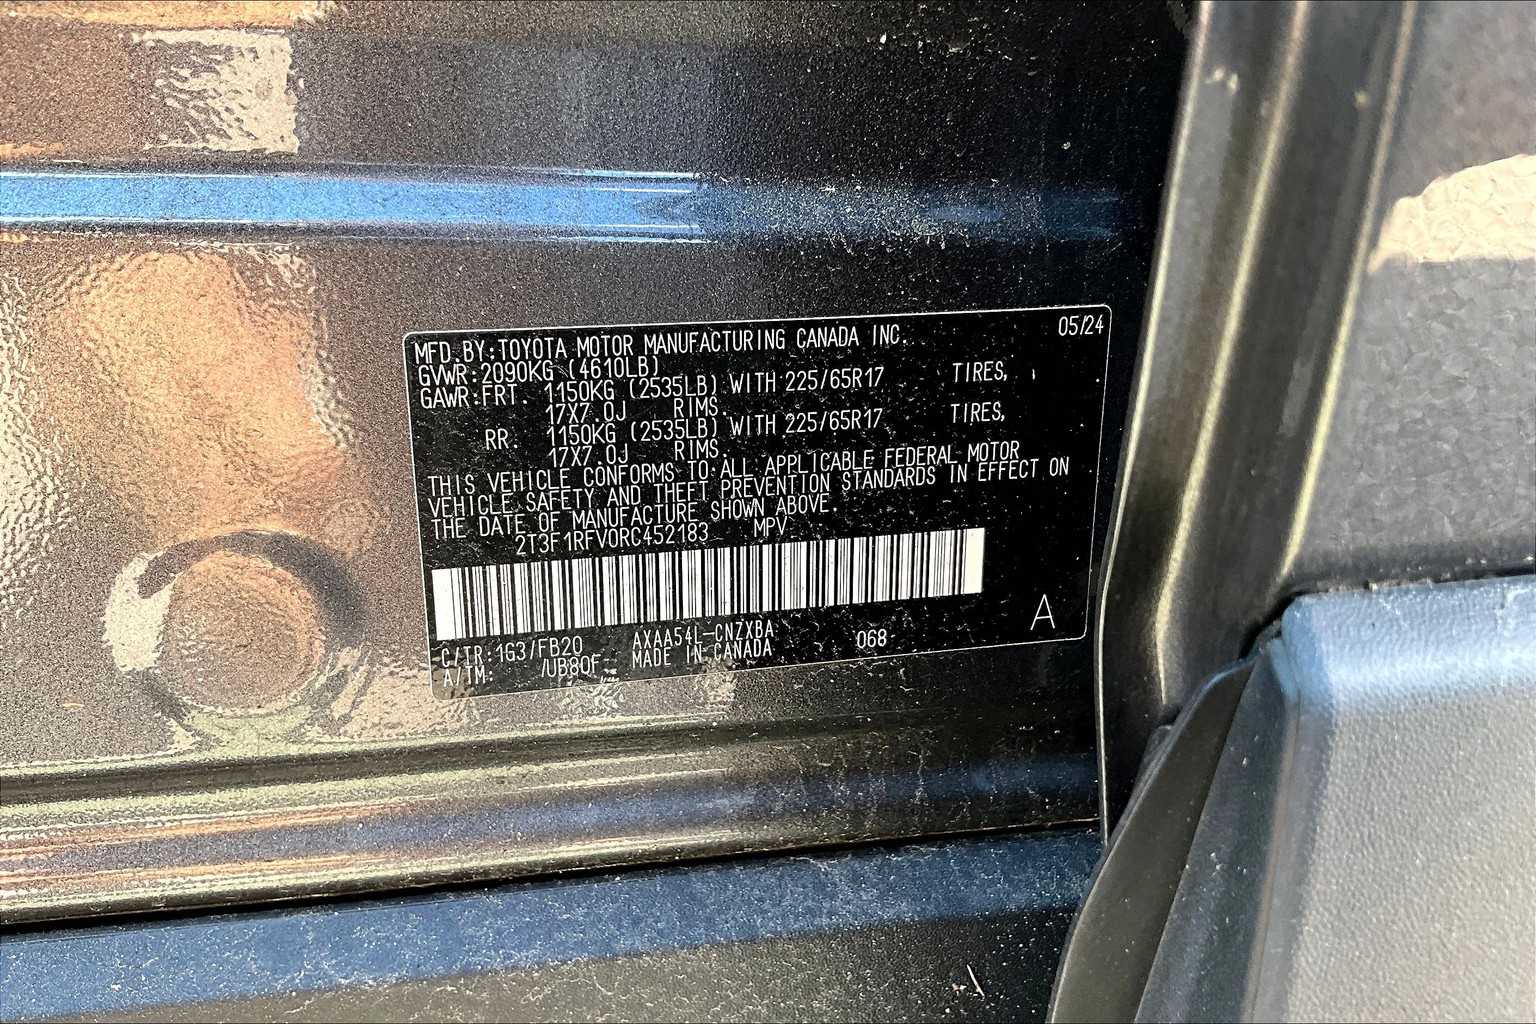 MFD.BY:TOYOTA MOTOR MANUFACTURING CANADA INC. 05/24
GVWR:2090KG (4610LB)
GAWR:FRT. 1150KG (2535LB) WITH 225/65R17 TIRES,
17X7.0J RIMS.
RR. 1150KG (2535LB) WITH 225/65R17 TIRES,
17X7.0J RIMS.
THIS VEHICLE CONFORMS TO ALL APPLICABLE FEDERAL MOTOR
VEHICLE SAFETY AND THEFT PREVENTION STANDARDS IN EFFECT ON
THE DATE OF MANUFACTURE SHOWN ABOVE.
2T3F1RFV0RC452183 MPV
A
C/TR:1G3/FB20 AXAA54L-CNZXBA 068
A/TM: /UB80F MADE IN CANADA